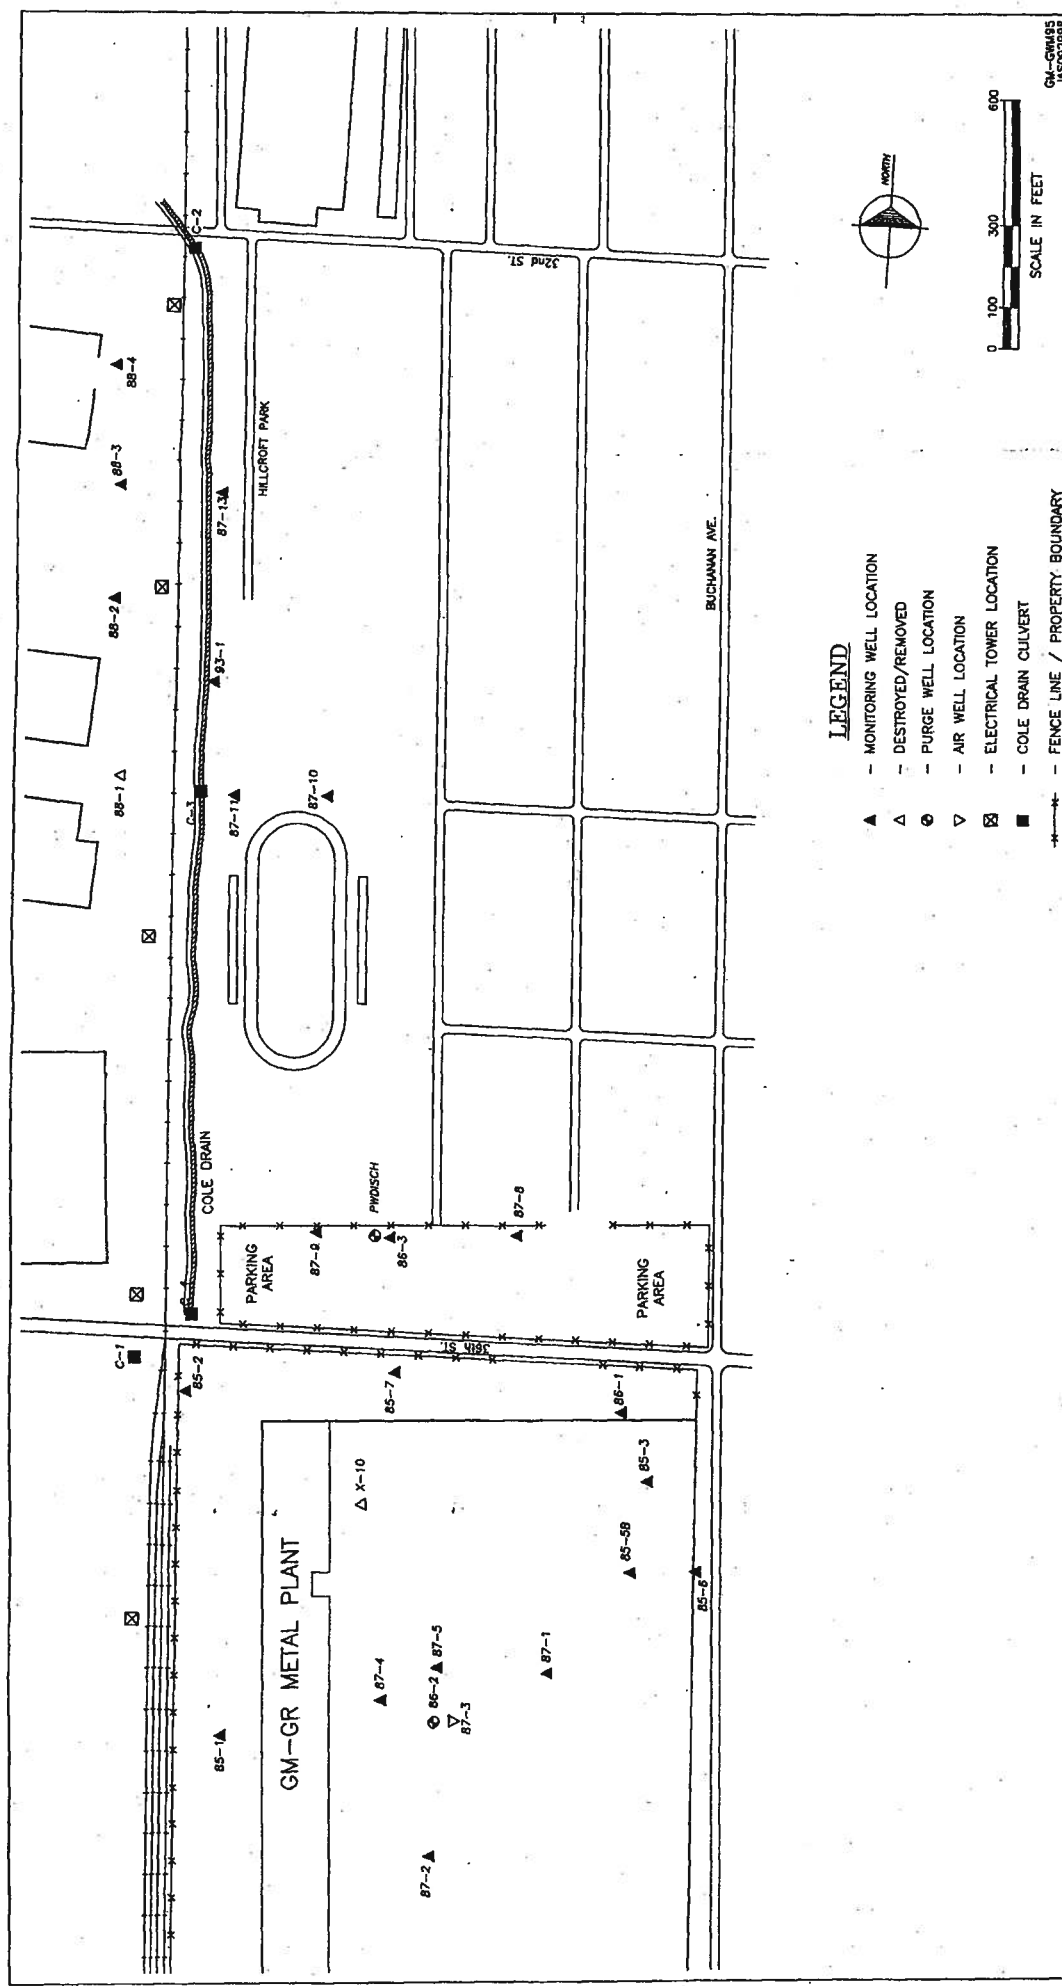 C-2
88-4
88-3
HILLCROFT PARK
87-13
88-2
93-1
88-1
C-3
87-11
87-10
32nd ST.
BUCHANAN AVE.
COLE DRAIN
PARKING
AREA
87-9
PWDISCH
86-3
87-8
PARKING
AREA
36th ST.
C-1
85-2
85-7
86-1
85-3
X-10
85-5B
85-6
GM-GR METAL PLANT
85-1
87-4
86-2
87-5
87-3
87-1
87-2
NORTH
0 100 300 600
SCALE IN FEET
LEGEND
- MONITORING WELL LOCATION
- DESTROYED/REMOVED
- PURGE WELL LOCATION
- AIR WELL LOCATION
- ELECTRICAL TOWER LOCATION
- COLE DRAIN CULVERT
- FENCE LINE / PROPERTY BOUNDARY
GM-GWM95